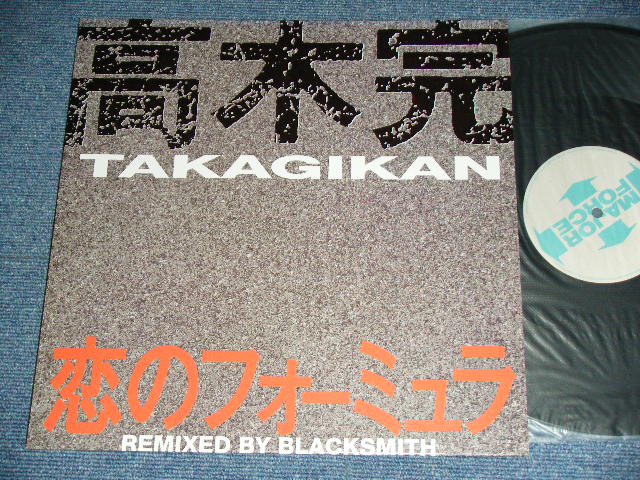 高木完
TAKAGIKAN
恋のフォーミュラ
REMIXED BY BLACKSMITH
MAJOR
FORCE